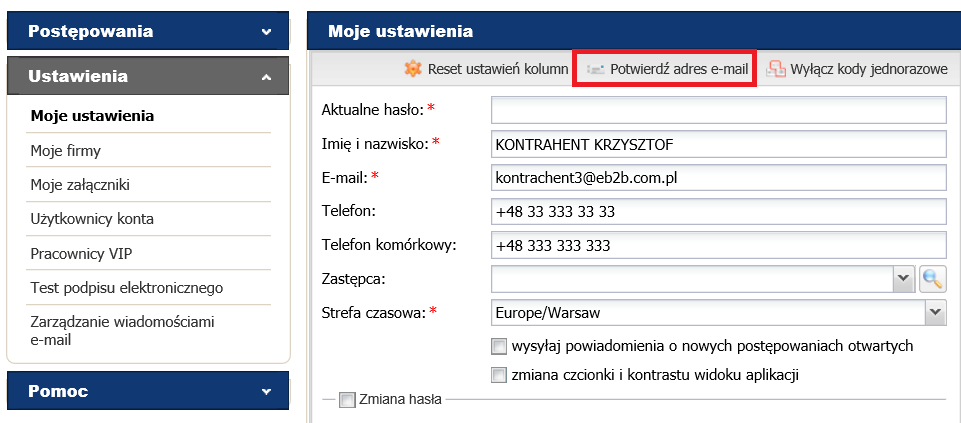 Postępowania
Ustawienia
Moje ustawienia
Moje firmy
Moje załączniki
Użytkownicy konta
Pracownicy VIP
Test podpisu elektronicznego
Zarządzanie wiadomościami
e-mail
Pomoc
Moje ustawienia
Reset ustawień kolumn Potwierdź adres e-mail Wyłącz kody jednorazowe
Aktualne hasło: *
Imię i nazwisko: * KONTRAHENT KRZYSZTOF
E-mail: * kontrachent3@eb2b.com.pl
Telefon: +48 33 333 33 33
Telefon komórkowy: +48 333 333 333
Zastępca:
Strefa czasowa: * Europe/Warsaw
wysyłaj powiadomienia o nowych postępowaniach otwartych
zmiana czcionki i kontrastu widoku aplikacji
Zmiana hasła